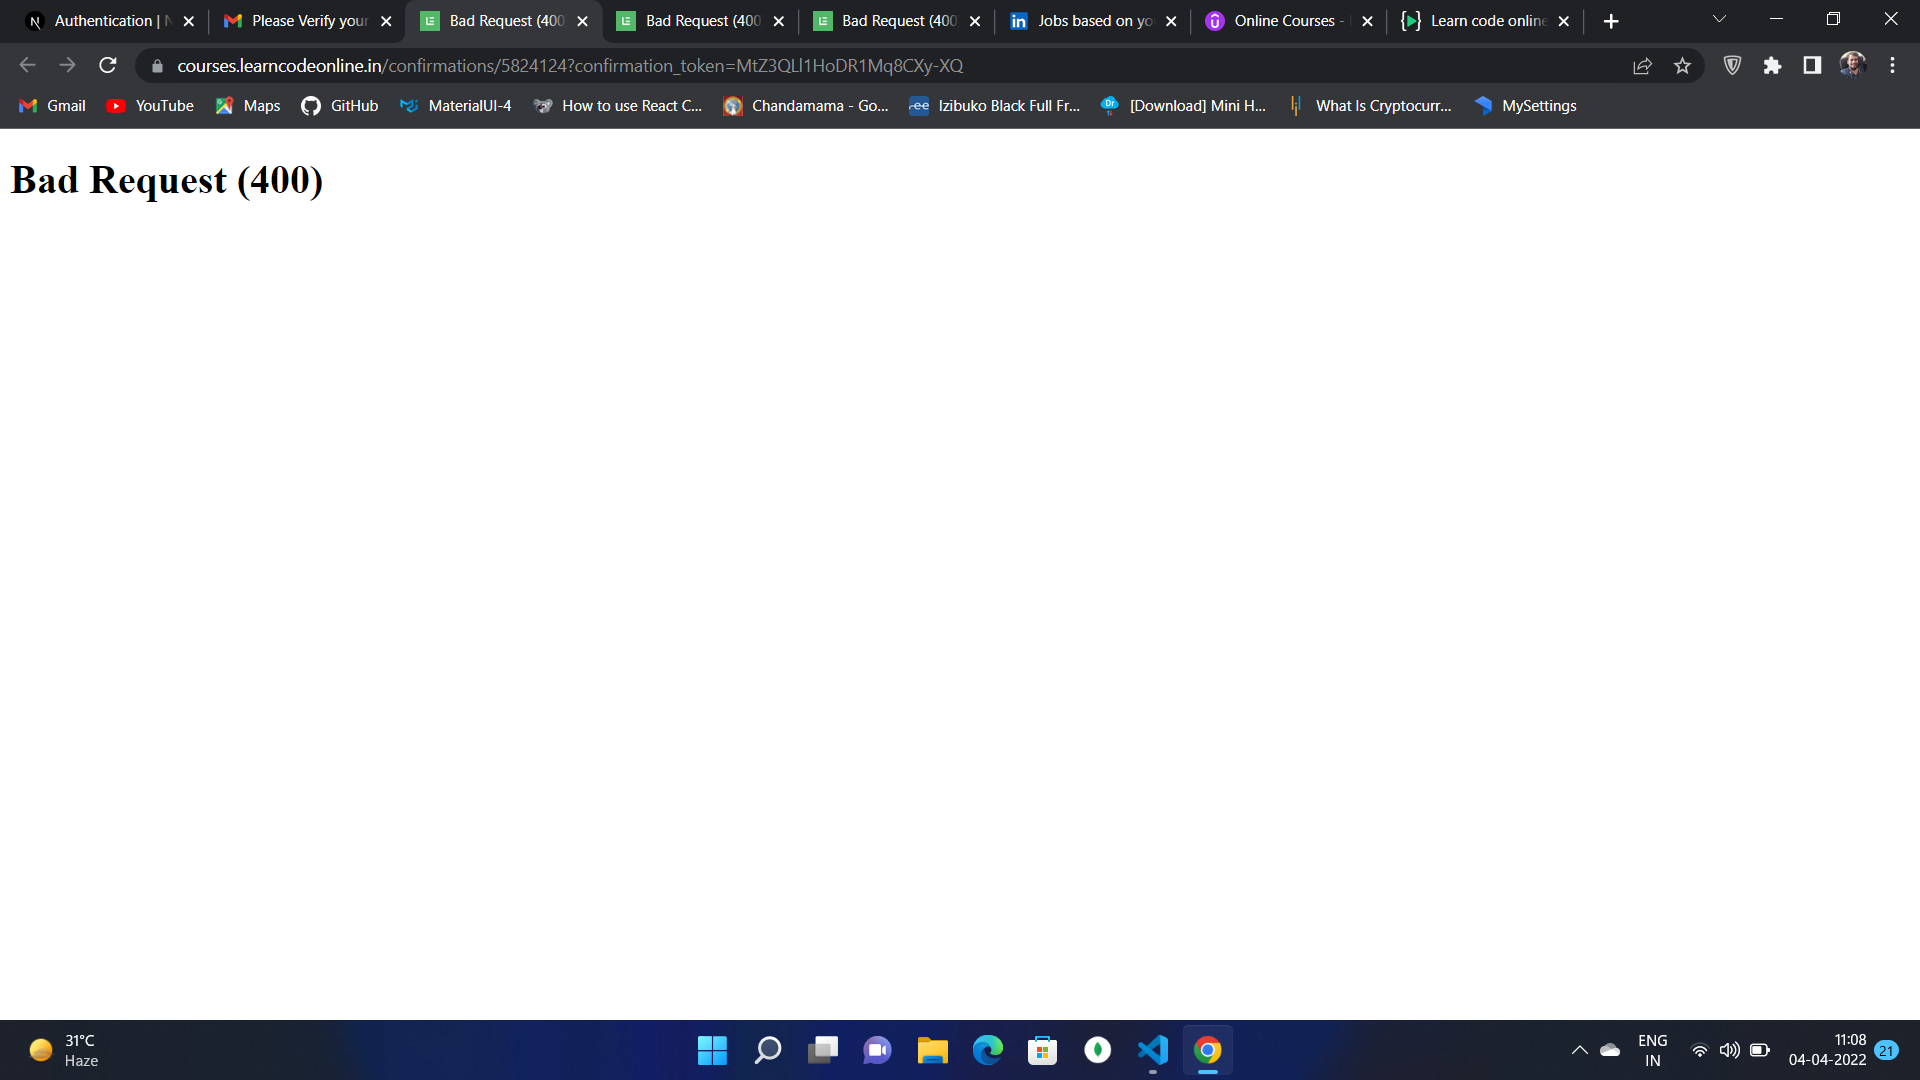 Authentication | N
Please Verify your
Bad Request (400
Bad Request (400
Bad Request (400
Jobs based on yo
Online Courses -
Learn code online
courses.learncodeonline.in/confirmations/5824124?confirmation_token=MtZ3QLl1HoDR1Mq8CXy-XQ
Gmail
YouTube
Maps
GitHub
MaterialUI-4
How to use React C...
Chandamama - Go...
Izibuko Black Full Fr...
[Download] Mini H...
What Is Cryptocurr...
MySettings
Bad Request (400)
31°C
Haze
ENG
IN
11:08
04-04-2022
21